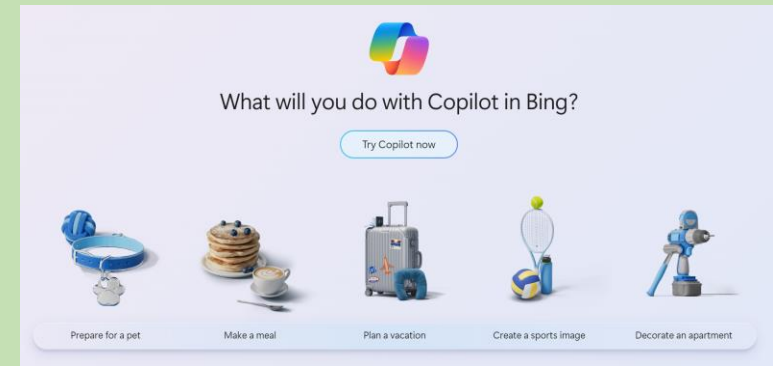 What will you do with Copilot in Bing?
Try Copilot now
Prepare for a pet
Make a meal
Plan a vacation
Create a sports image
Decorate an apartment